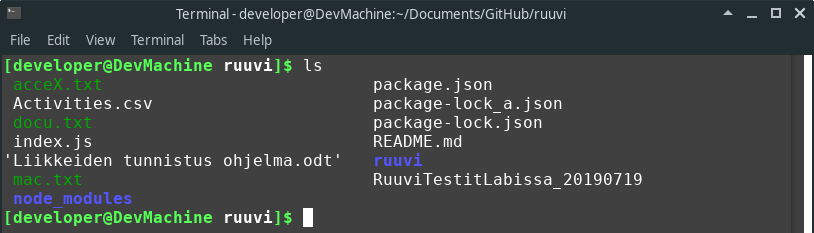 Terminal - developer@DevMachine:~/Documents/GitHub/ruuvi
File Edit View Terminal Tabs Help
[developer@DevMachine ruuvi]$ ls
acceX.txt package.json
Activities.csv package-lock_a.json
docu.txt package-lock.json
index.js README.md
'Liikkeiden tunnistus ohjelma.odt' ruuvi
mac.txt RuuviTestitLabissa_20190719
node_modules
[developer@DevMachine ruuvi]$